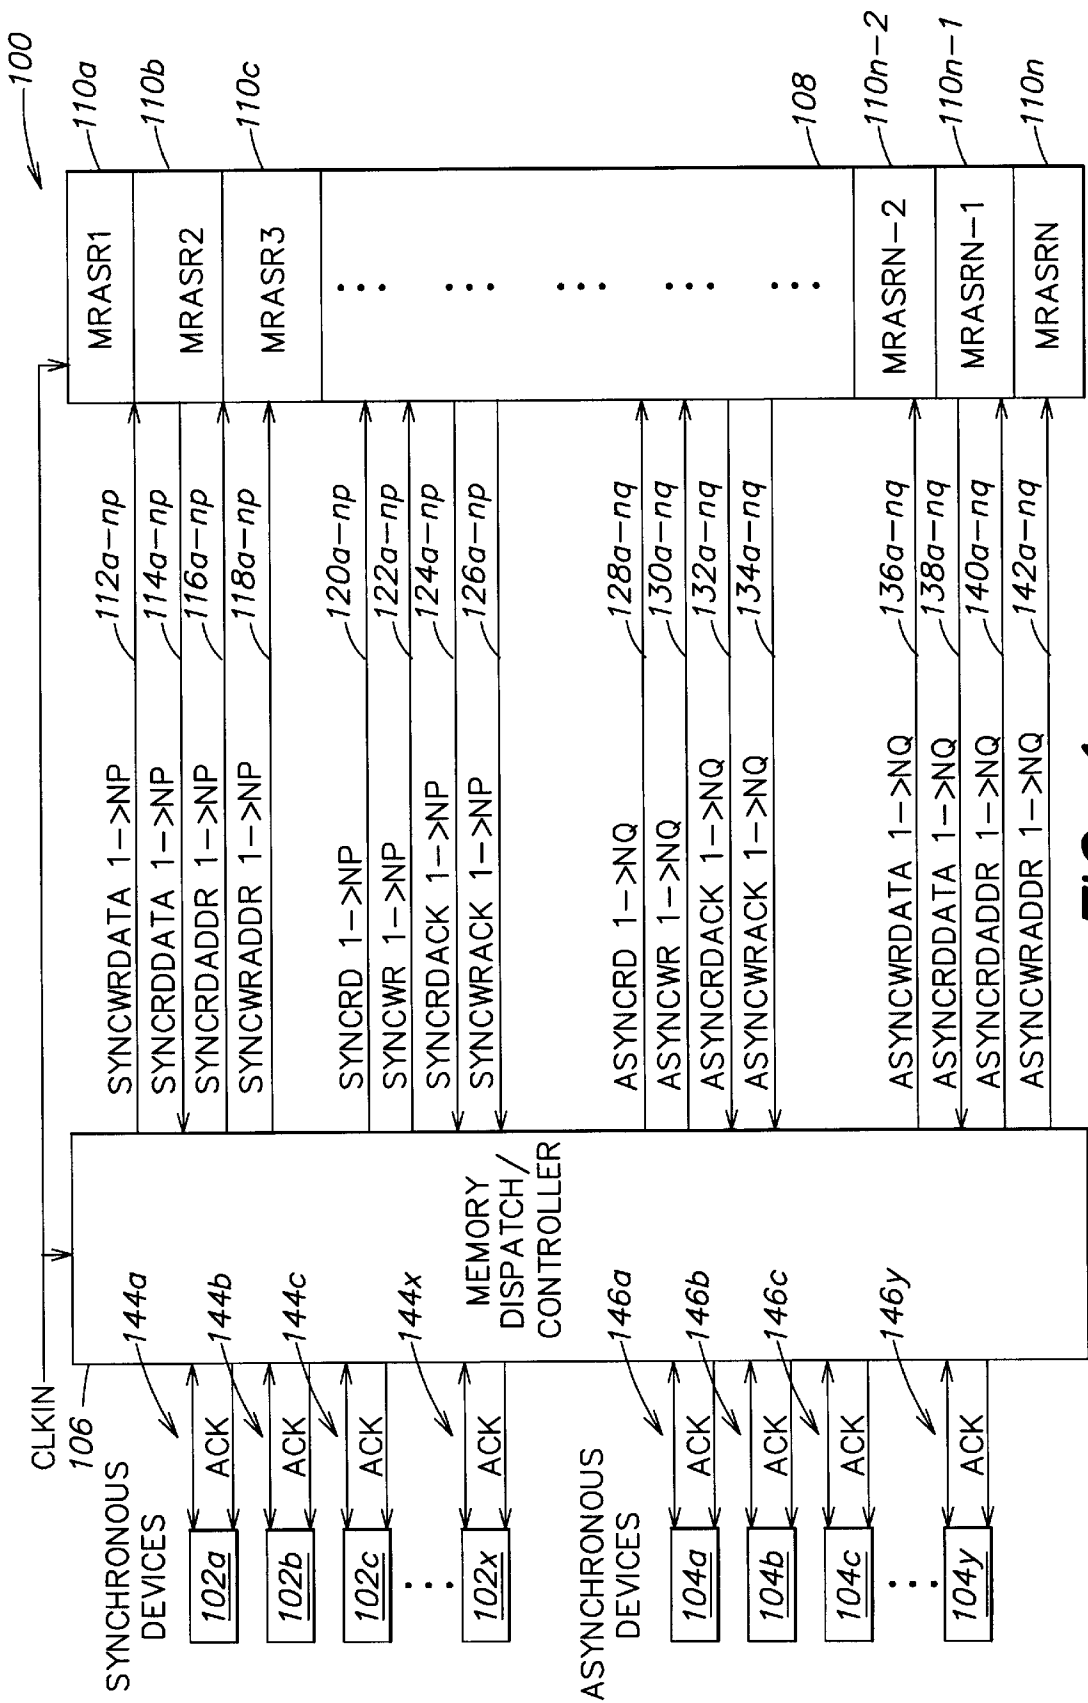 100
CLKIN
106
SYNCHRONOUS
DEVICES
102a
102b
102c
102x
ACK
ACK
ACK
ACK
144a
144b
144c
144x
ASYNCHRONOUS
DEVICES
104a
104b
104c
104y
ACK
ACK
ACK
ACK
146a
146b
146c
146y
MEMORY
DISPATCH/
CONTROLLER
SYNCWRDATA 1->NP 112a-np
SYNCRDDATA 1->NP 114a-np
SYNCRDADDR 1->NP 116a-np
SYNCWRADDR 1->NP 118a-np
SYNCRD 1->NP 120a-np
SYNCWR 1->NP 122a-np
SYNCRDACK 1->NP 124a-np
SYNCWRACK 1->NP 126a-np
ASYNCRD 1->NQ 128a-nq
ASYNCWR 1->NQ 130a-nq
ASYNCRDACK 1->NQ 132a-nq
ASYNCWRACK 1->NQ 134a-nq
ASYNCWRDATA 1->NQ 136a-nq
ASYNCRDDATA 1->NQ 138a-nq
ASYNCRDADDR 1->NQ 140a-nq
ASYNCWRADDR 1->NQ 142a-nq
MRASR1 110a
MRASR2 110b
MRASR3 110c
108
MRASRN-2 110n-2
MRASRN-1 110n-1
MRASRN 110n